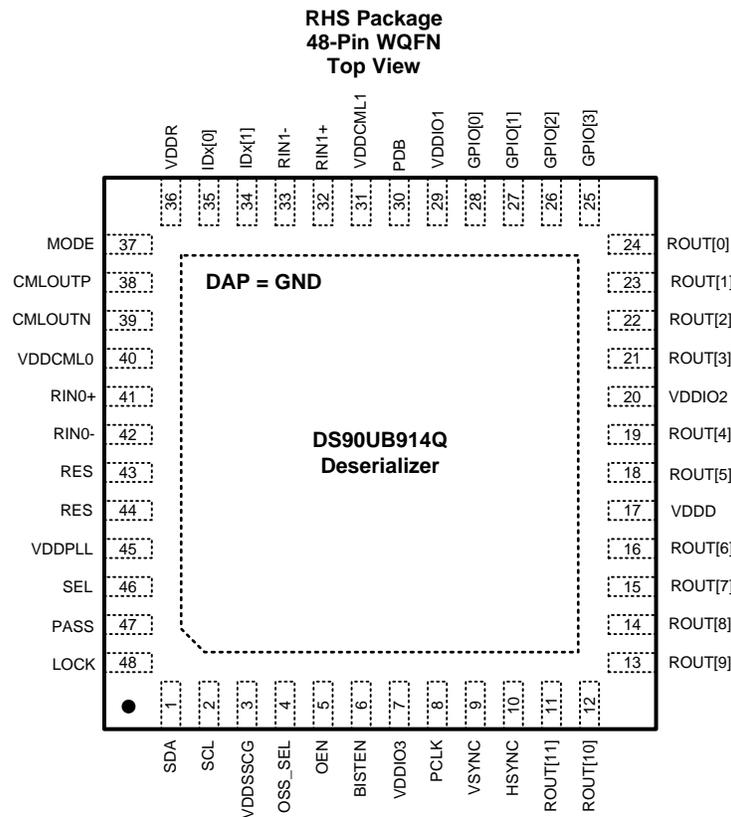 RHS Package
48-Pin WQFN
Top View
VDDR
IDx[0]
IDx[1]
RIN1-
RIN1+
VDDCML1
PDB
VDDIO1
GPIO[0]
GPIO[1]
GPIO[2]
GPIO[3]
36
35
34
33
32
31
30
29
28
27
26
25
MODE 37
CMLOUTP 38
CMLOUTN 39
VDDCML0 40
RIN0+ 41
RIN0- 42
RES 43
RES 44
VDDPLL 45
SEL 46
PASS 47
LOCK 48
DAP = GND
DS90UB914Q
Deserializer
24 ROUT[0]
23 ROUT[1]
22 ROUT[2]
21 ROUT[3]
20 VDDIO2
19 ROUT[4]
18 ROUT[5]
17 VDDD
16 ROUT[6]
15 ROUT[7]
14 ROUT[8]
13 ROUT[9]
1
2
3
4
5
6
7
8
9
10
11
12
SDA
SCL
VDDSSCG
OSS_SEL
OEN
BISTEN
VDDIO3
PCLK
VSYNC
HSYNC
ROUT[11]
ROUT[10]